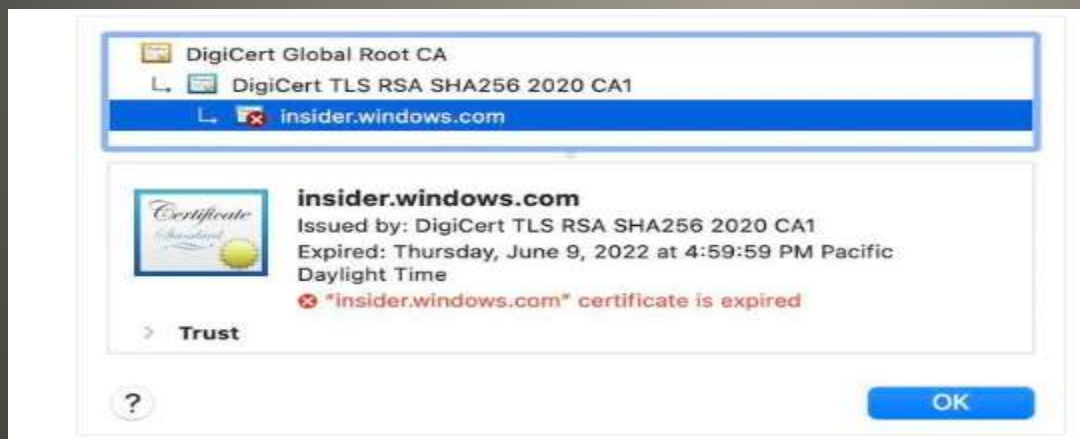 DigiCert Global Root CA
DigiCert TLS RSA SHA256 2020 CA1
insider.windows.com
Certificate
Standard
insider.windows.com
Issued by: DigiCert TLS RSA SHA256 2020 CA1
Expired: Thursday, June 9, 2022 at 4:59:59 PM Pacific
Daylight Time
"insider.windows.com" certificate is expired
> Trust
?
OK